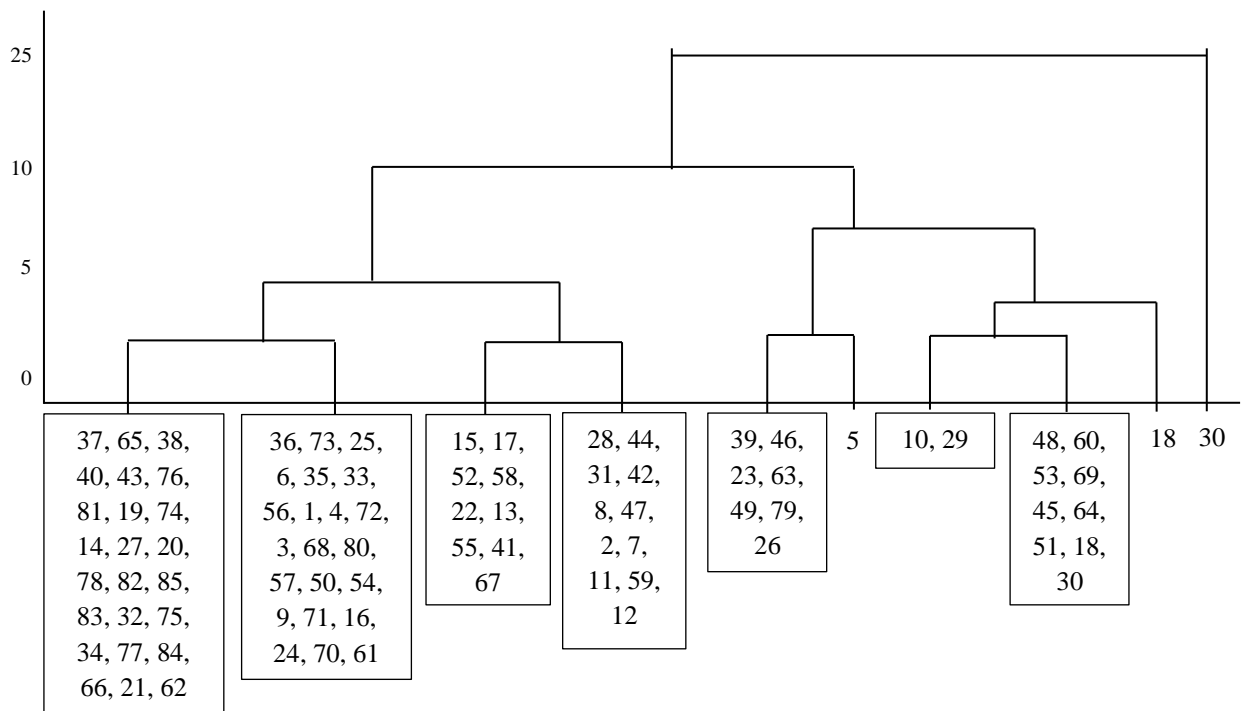 25
10
5
0
37, 65, 38,
40, 43, 76,
81, 19, 74,
14, 27, 20,
78, 82, 85,
83, 32, 75,
34, 77, 84,
66, 21, 62
36, 73, 25,
6, 35, 33,
56, 1, 4, 72,
3, 68, 80,
57, 50, 54,
9, 71, 16,
24, 70, 61
15, 17,
52, 58,
22, 13,
55, 41,
67
28, 44,
31, 42,
8, 47,
2, 7,
11, 59,
12
39, 46,
23, 63,
49, 79,
26
5
10, 29
48, 60,
53, 69,
45, 64,
51, 18,
30
18
30